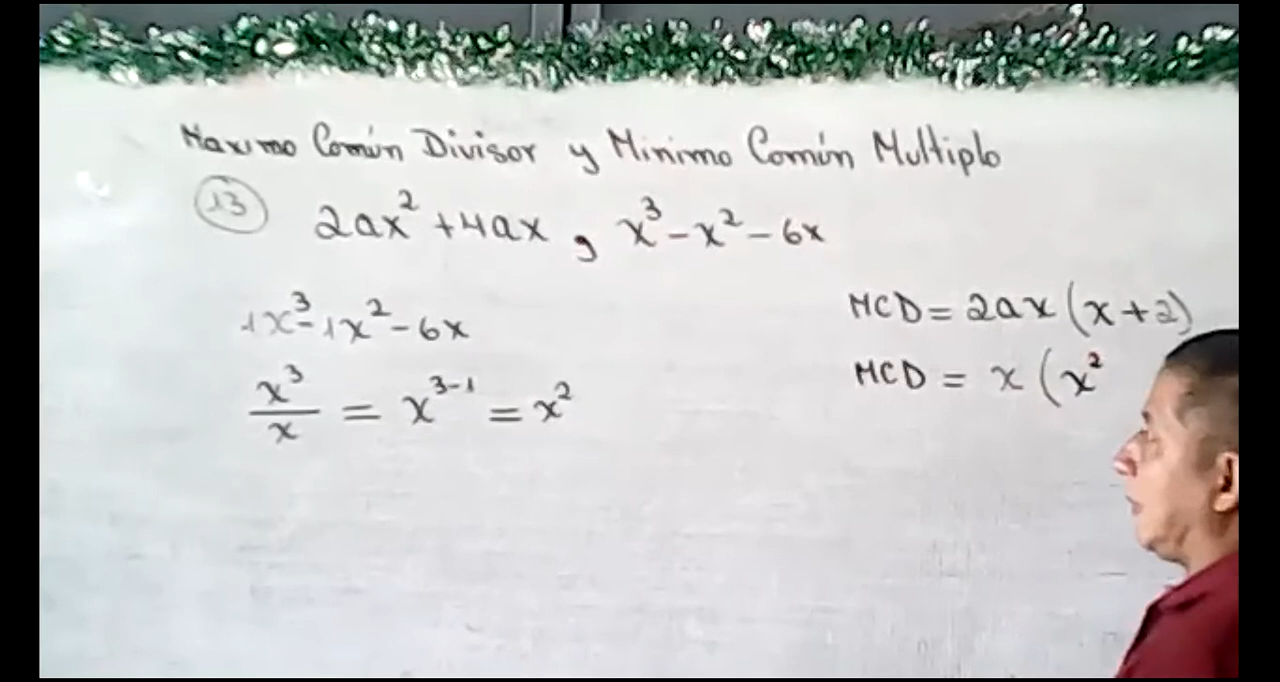 Maximo Común Divisor y Minimo Común Multiplo
13 2ax² + 4ax , x³ - x² - 6x
1x³ - 1x² - 6x
x³/x = x³⁻¹ = x²
MCD = 2ax (x + 2)
MCD = x (x²